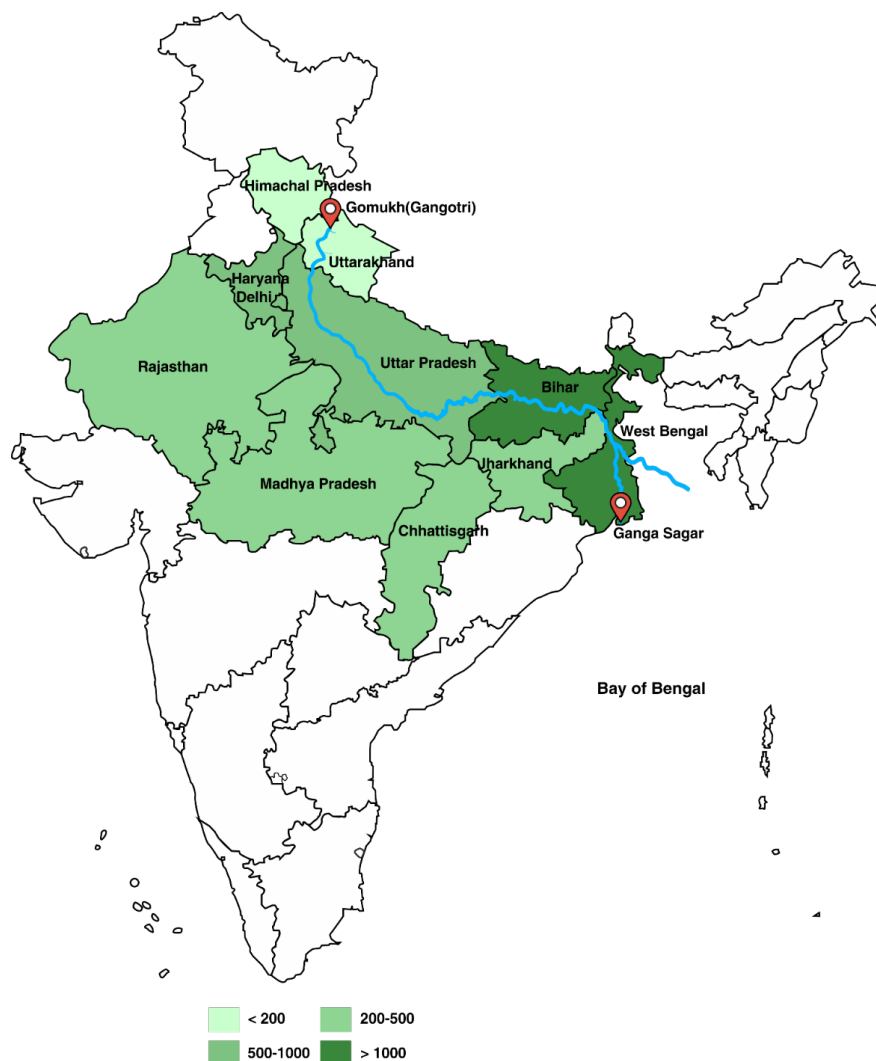 Himachal Pradesh
Gomukh(Gangotri)
Uttarakhand
Haryana
Delhi
Rajasthan
Uttar Pradesh
Bihar
West Bengal
Jharkhand
Madhya Pradesh
Chhattisgarh
Ganga Sagar
Bay of Bengal
< 200
200-500
500-1000
> 1000